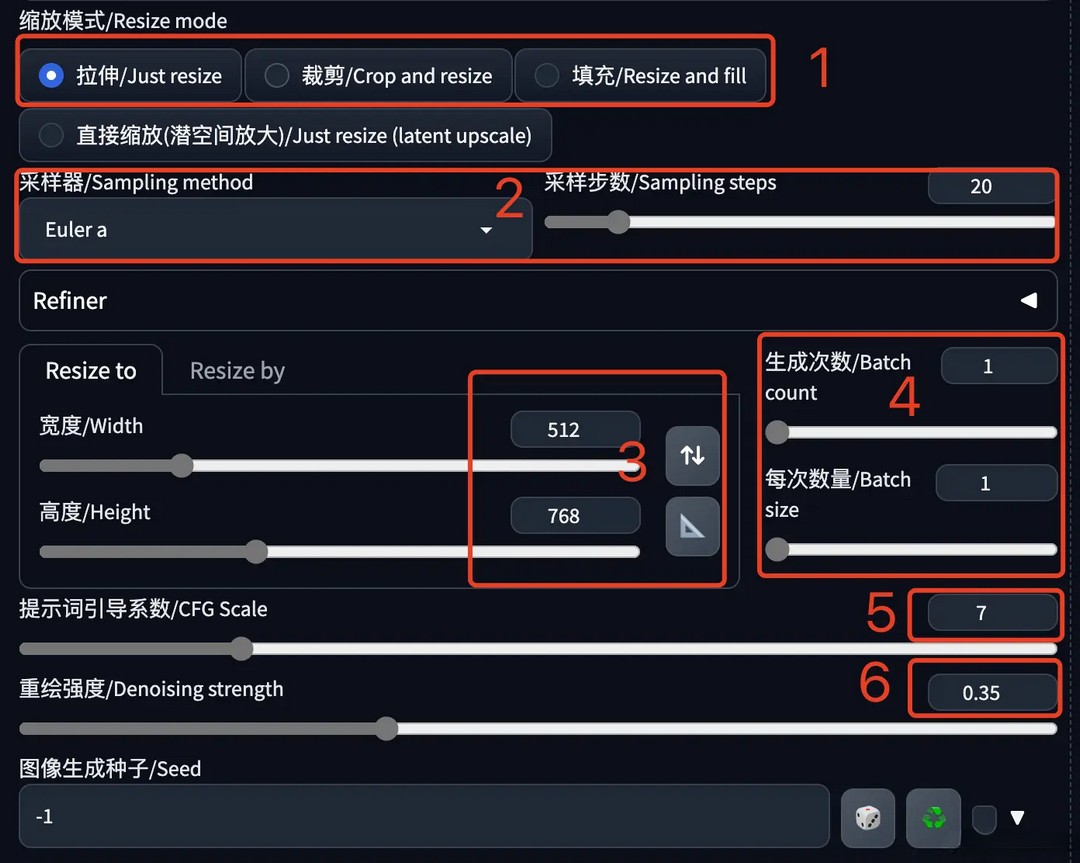 缩放模式/Resize mode
拉伸/Just resize 裁剪/Crop and resize 填充/Resize and fill 1
直接缩放(潜空间放大)/Just resize (latent upscale)
采样器/Sampling method 2 采样步数/Sampling steps 20
Euler a
Refiner
Resize to Resize by
生成次数/Batch count 1
4
宽度/Width 512
3
每次数量/Batch size 1
高度/Height 768
提示词引导系数/CFG Scale 5 7
重绘强度/Denoising strength 6 0.35
图像生成种子/Seed
-1